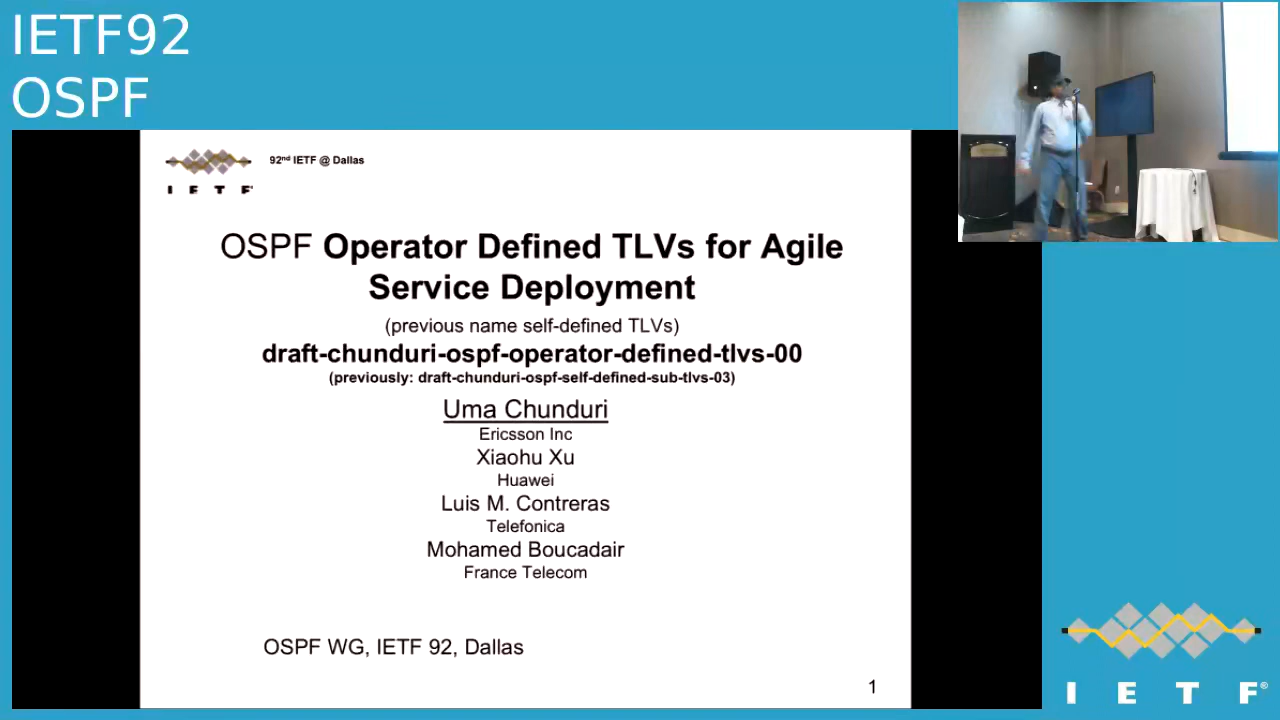 IETF92
OSPF
92nd IETF @ Dallas
I E T F
OSPF Operator Defined TLVs for Agile
Service Deployment
(previous name self-defined TLVs)
draft-chunduri-ospf-operator-defined-tlvs-00
(previously: draft-chunduri-ospf-self-defined-sub-tlvs-03)
Uma Chunduri
Ericsson Inc
Xiaohu Xu
Huawei
Luis M. Contreras
Telefonica
Mohamed Boucadair
France Telecom
OSPF WG, IETF 92, Dallas
1
I E T F®